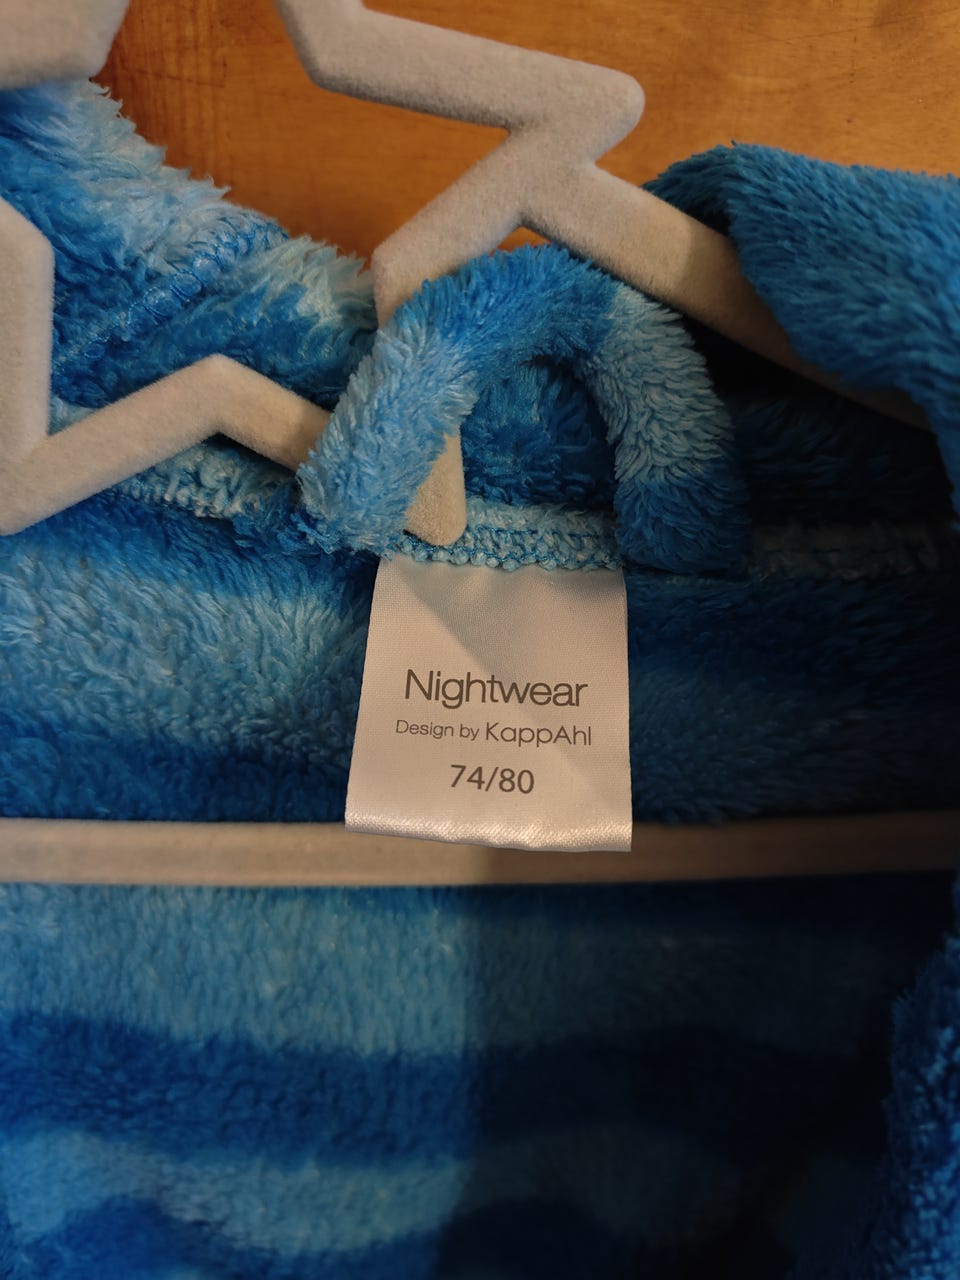 Nightwear
Design by KappAhl
74/80